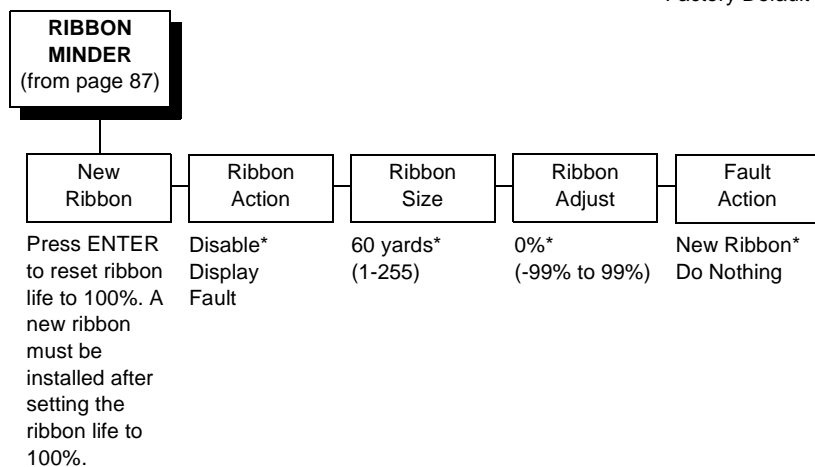 Factory Default
RIBBON
MINDER
(from page 87)
New
Ribbon
Ribbon
Action
Ribbon
Size
Ribbon
Adjust
Fault
Action
Press ENTER
to reset ribbon
life to 100%. A
new ribbon
must be
installed after
setting the
ribbon life to
100%.
Disable*
Display
Fault
60 yards*
(1-255)
0%*
(-99% to 99%)
New Ribbon*
Do Nothing